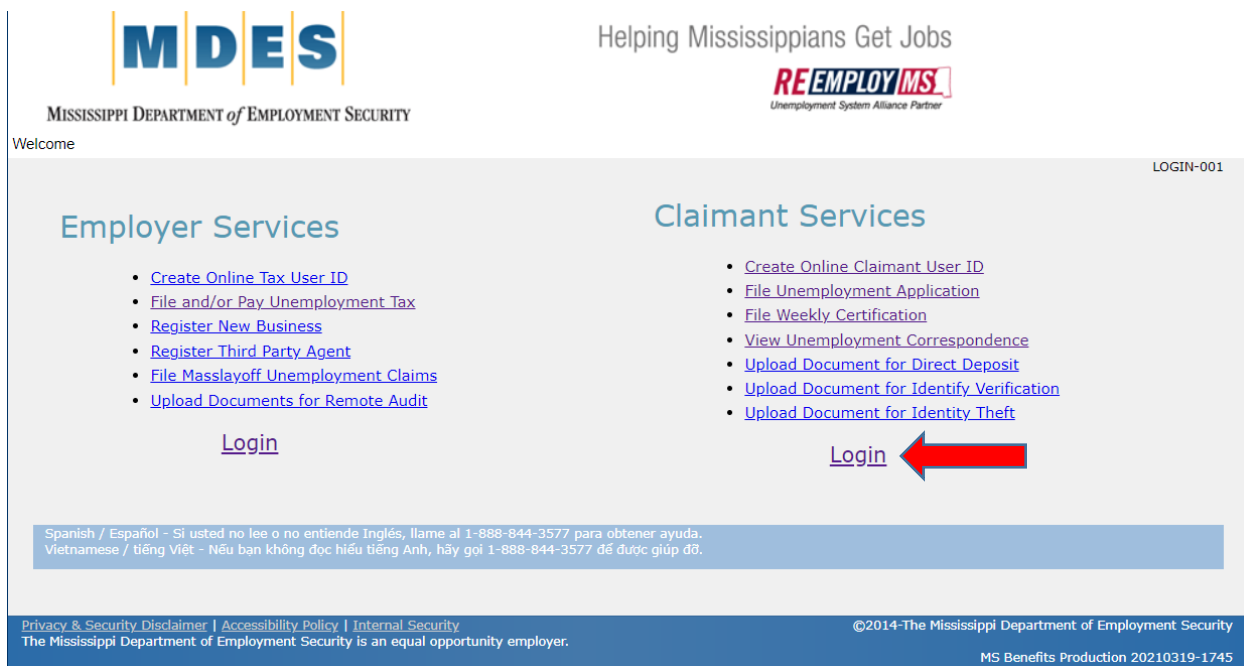 MDES
Helping Mississippians Get Jobs
REEMPLOY MS
Unemployment System Alliance Partner
MISSISSIPPI DEPARTMENT of EMPLOYMENT SECURITY
Welcome
LOGIN-001
Employer Services
Create Online Tax User ID
File and/or Pay Unemployment Tax
Register New Business
Register Third Party Agent
File Masslayoff Unemployment Claims
Upload Documents for Remote Audit
Login
Claimant Services
Create Online Claimant User ID
File Unemployment Application
File Weekly Certification
View Unemployment Correspondence
Upload Document for Direct Deposit
Upload Document for Identify Verification
Upload Document for Identity Theft
Login
Spanish / Español - Si usted no lee o no entiende Inglés, llame al 1-888-844-3577 para obtener ayuda.
Vietnamese / tiếng Việt - Nếu bạn không đọc hiểu tiếng Anh, hãy gọi 1-888-844-3577 để được giúp đỡ.
Privacy & Security Disclaimer | Accessibility Policy | Internal Security
The Mississippi Department of Employment Security is an equal opportunity employer.
©2014-The Mississippi Department of Employment Security
MS Benefits Production 20210319-1745